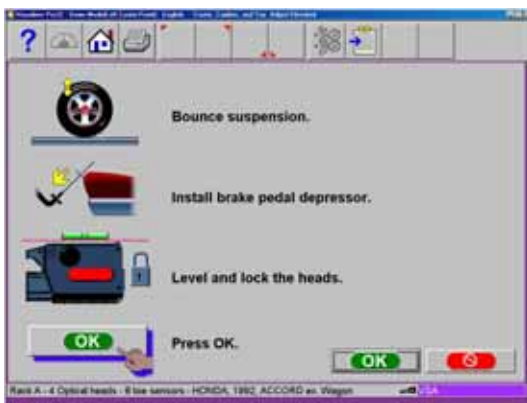 Bounce suspension.
Install brake pedal depressor.
Level and lock the heads.
OK
Press OK.
OK
Rack A - 4 Optical heads - 8 toe sensors - HONDA, 1992, ACCORD ex, Wagon
USA